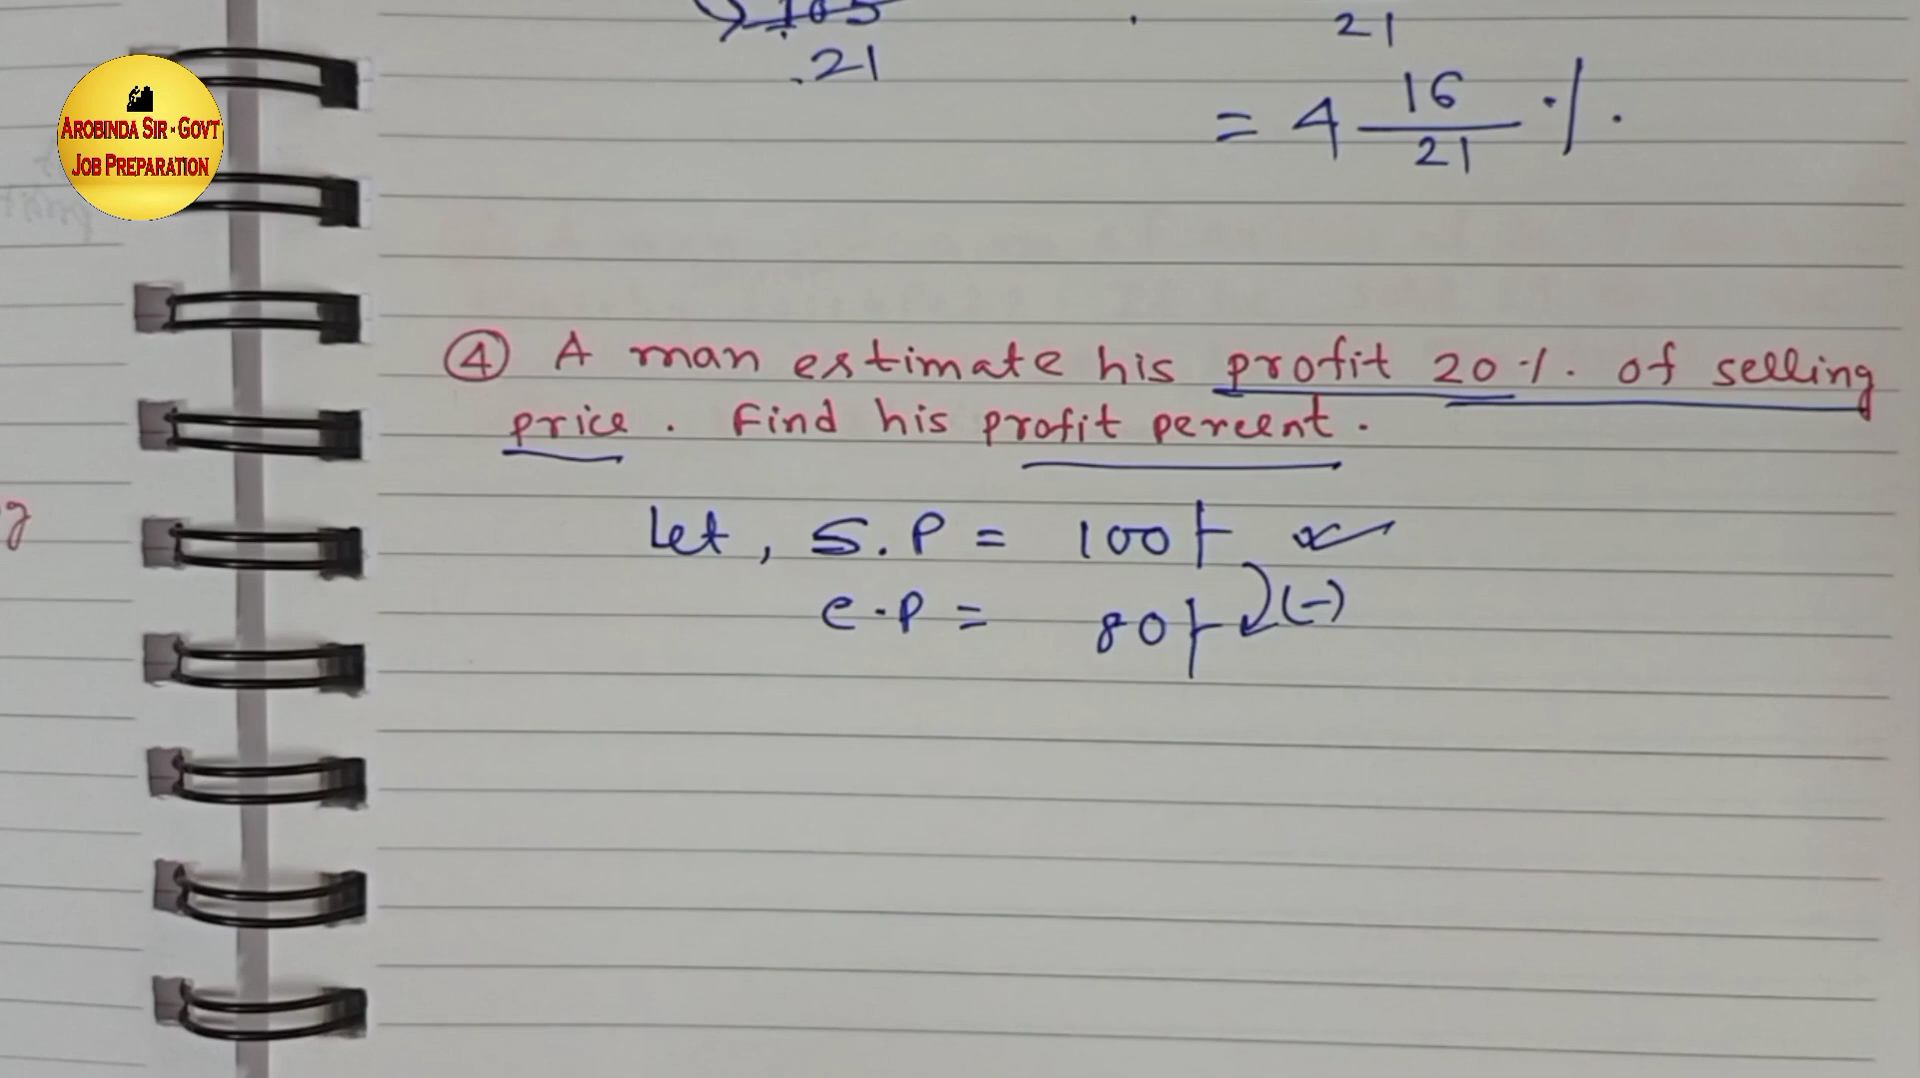 105
.21
21
= 4 16/21 %.
AROBINDA SIR - GOVT
JOB PREPARATION
④ A man estimate his profit 20 %. of selling
price. Find his profit percent.
Let, S.P = 100/-
C.P = 80/- (-)